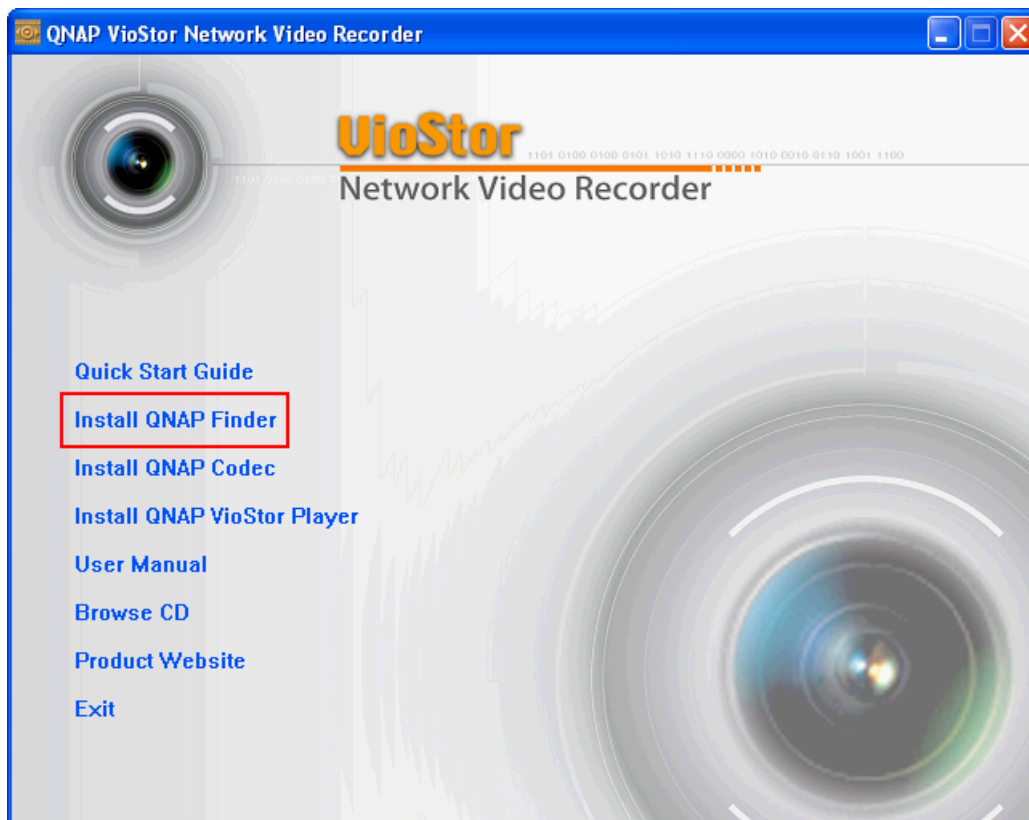 QNAP VioStor Network Video Recorder
VioStor
1101 0100 0100 0101 1010 1110 0000 1010 0010 0110 1001 1100
Network Video Recorder
Quick Start Guide
Install QNAP Finder
Install QNAP Codec
Install QNAP VioStor Player
User Manual
Browse CD
Product Website
Exit